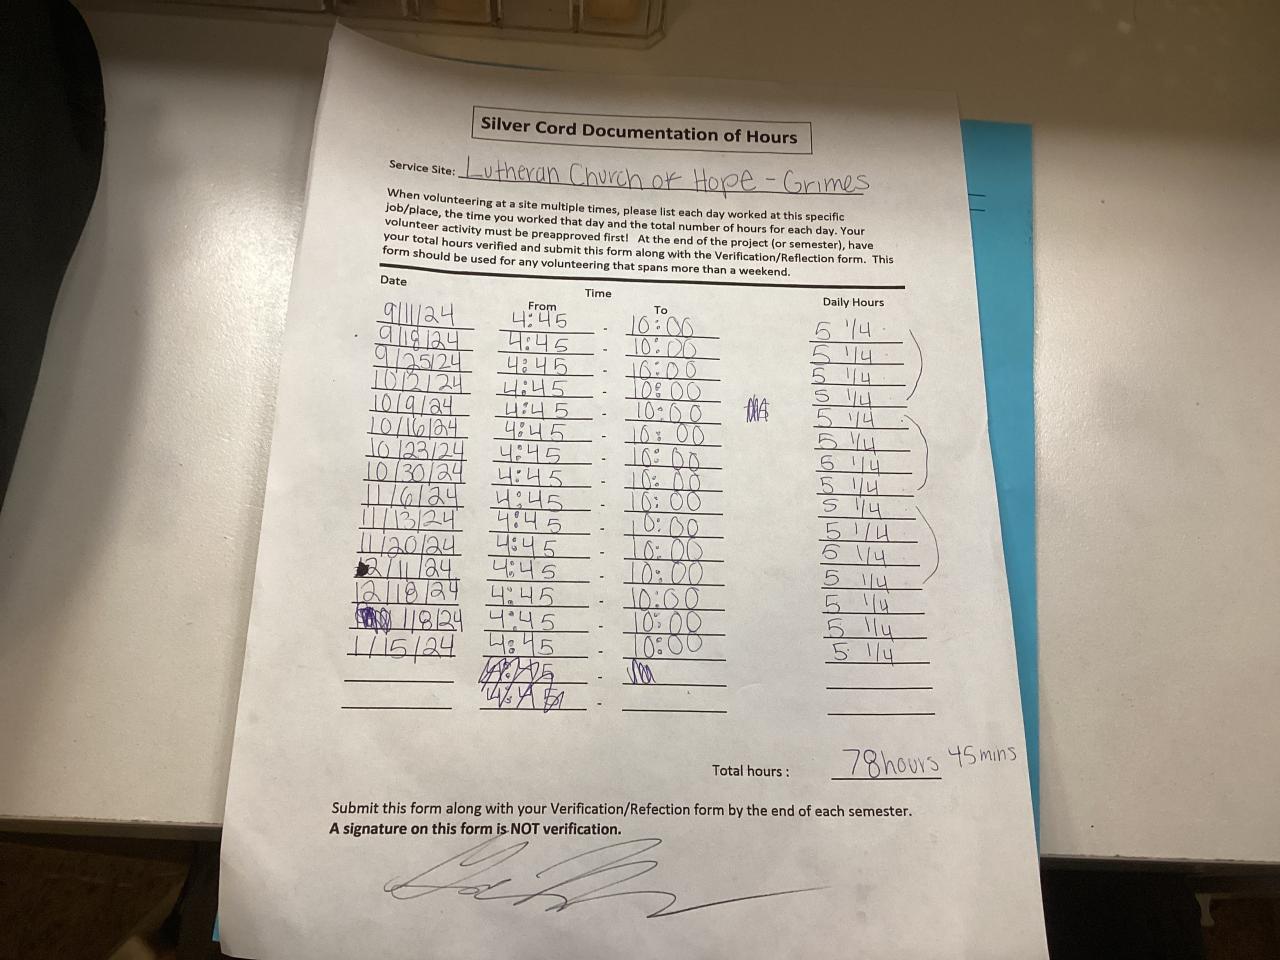 Silver Cord Documentation of Hours
Service Site: Lutheran Church of Hope - Grimes
When volunteering at a site multiple times, please list each day worked at this specific
job/place, the time you worked that day and the total number of hours for each day. Your
volunteer activity must be preapproved first! At the end of the project (or semester), have
your total hours verified and submit this form along with the Verification/Reflection form. This
form should be used for any volunteering that spans more than a weekend.
Date Time Daily Hours
From To
9/11/24 4:45 - 10:00 5 1/4
9/18/24 4:45 - 10:00 5 1/4
9/25/24 4:45 - 10:00 5 1/4
10/2/24 4:45 - 10:00 5 1/4
10/9/24 4:45 - 10:00 5 1/4
10/16/24 4:45 - 10:00 5 1/4
10/23/24 4:45 - 10:00 5 1/4
10/30/24 4:45 - 10:00 5 1/4
11/6/24 4:45 - 10:00 5 1/4
11/13/24 4:45 - 10:00 5 1/4
11/20/24 4:45 - 10:00 5 1/4
12/11/24 4:45 - 10:00 5 1/4
12/18/24 4:45 - 10:00 5 1/4
1/8/24 4:45 - 10:00 5 1/4
1/15/24 4:45 - 10:00 5 1/4
4:45 -
4:45 -
Total hours : 78hours 45mins
Submit this form along with your Verification/Refection form by the end of each semester.
A signature on this form is NOT verification.